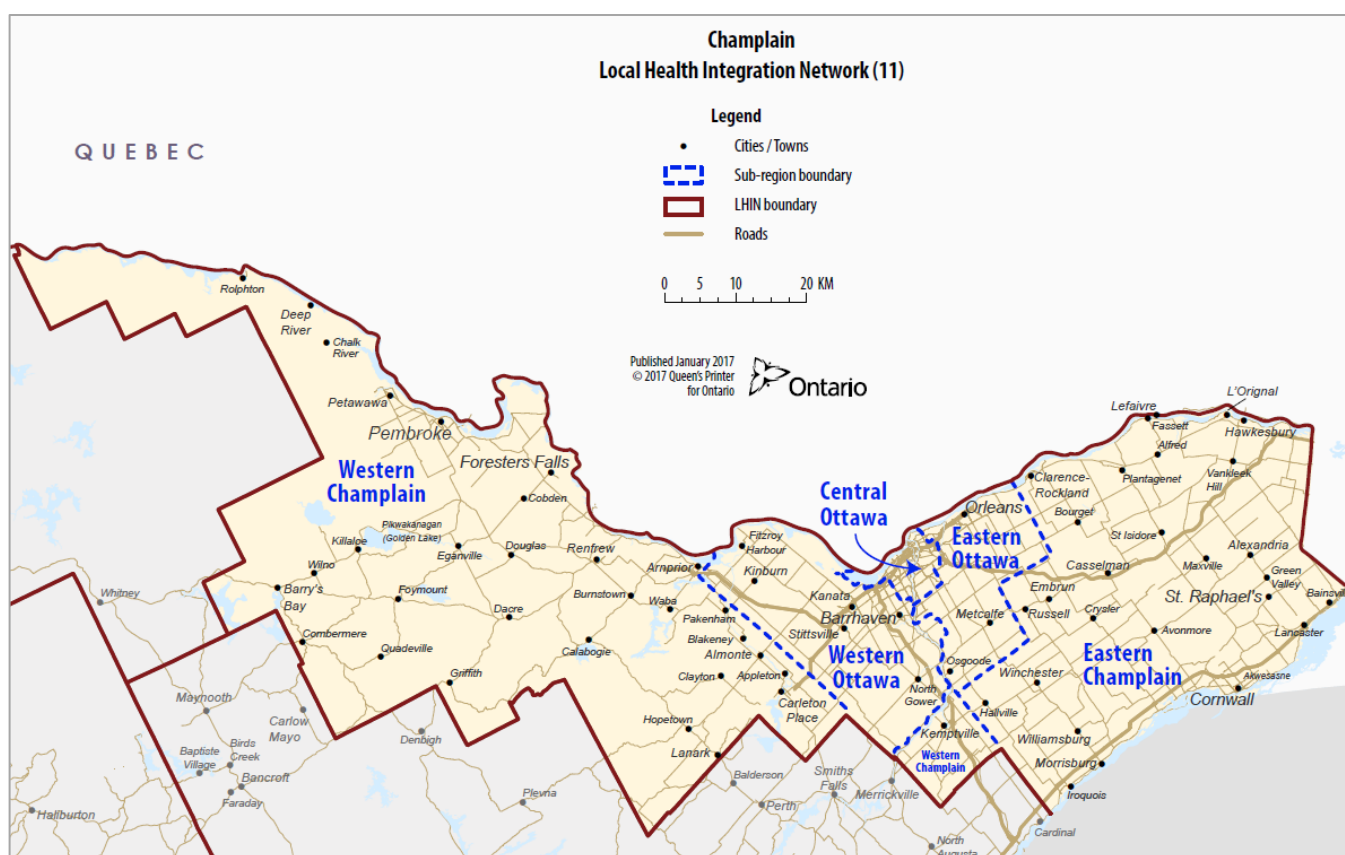 Champlain
Local Health Integration Network (11)
Legend
Cities / Towns
Sub-region boundary
LHIN boundary
Roads
QUEBEC
0 5 10 20 KM
Published January 2017
© 2017 Queen's Printer
for Ontario
Ontario
Rolphton
Deep
River
Chalk
River
Petawawa
Pembroke
Foresters Falls
Western
Champlain
Cobden
Pikwakanagan
(Golden Lake)
Killaloe
Eganville
Douglas
Renfrew
Wilno
Barry's
Bay
Foymount
Burnstown
Arnprior
Fitzroy
Harbour
Kinburn
Waba
Pakenham
Dacre
Combermere
Quadeville
Griffith
Calabogie
Blakeney
Almonte
Clayton
Appleton
Carleton
Place
Hopetown
Lanark
Whitney
Maynooth
Carlow
Mayo
Baptiste
Village
Birds
Creek
Bancroft
Faraday
Haliburton
Denbigh
Plevna
Balderson
Perth
Smiths
Falls
Merrickville
North
Augusta
Cardinal
Central
Ottawa
Kanata
Barrhaven
Stittsville
Western
Ottawa
North
Gower
Kemptville
Western
Champlain
Orleans
Eastern
Ottawa
Metcalfe
Osgoode
Hallville
Clarence-
Rockland
Bourget
Lefaivre
Fassett
Alfred
Plantagenet
L'Orignal
Hawkesbury
Vankleek
Hill
St Isidore
Casselman
Embrun
Russell
Crysler
Maxville
Alexandria
Green
Valley
St. Raphael's
Bainsvil
Lancaster
Avonmore
Winchester
Eastern
Champlain
Akwesasne
Cornwall
Williamsburg
Morrisburg
Iroquois